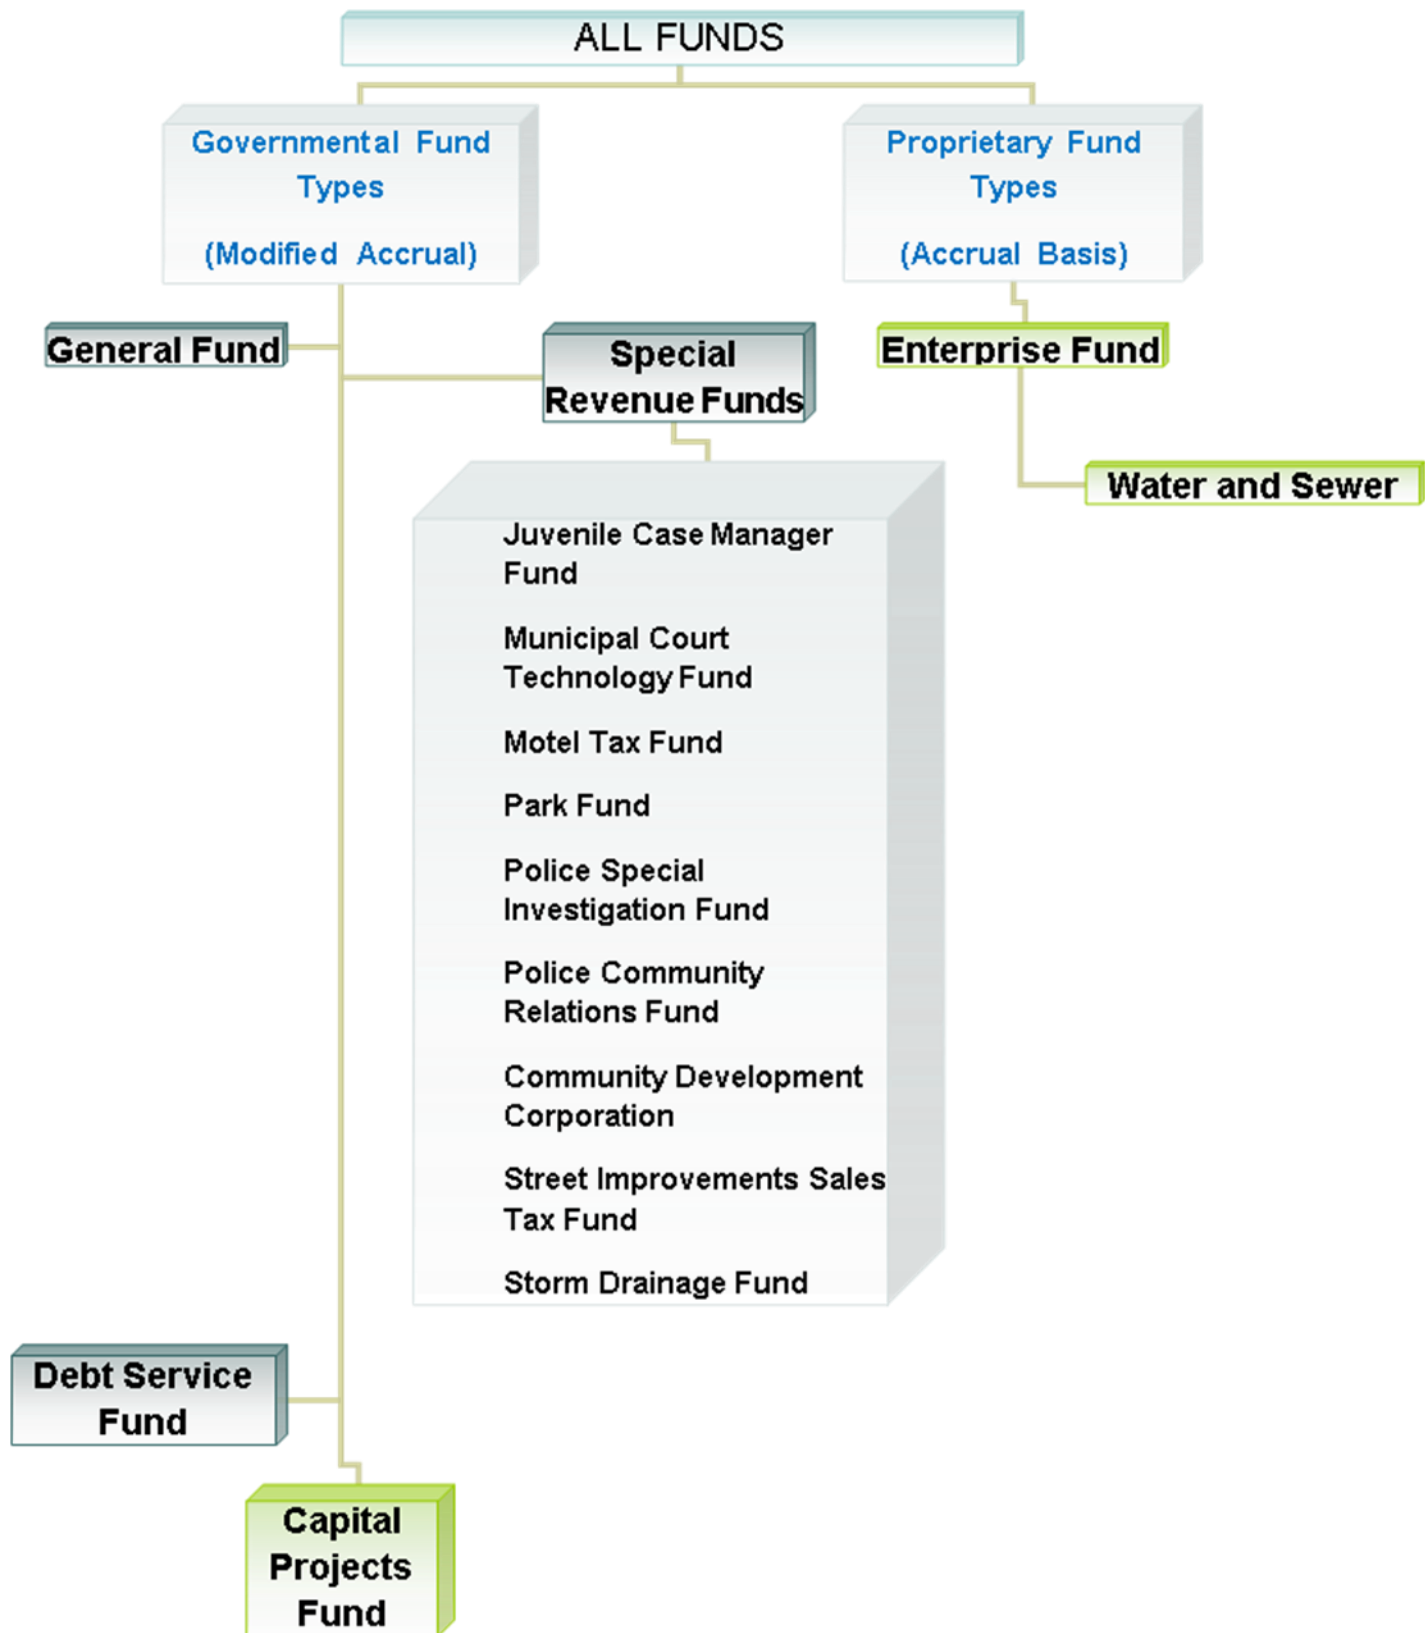 ALL FUNDS
Governmental Fund
Types
(Modified Accrual)
Proprietary Fund
Types
(Accrual Basis)
General Fund
Special
Revenue Funds
Enterprise Fund
Water and Sewer
Juvenile Case Manager
Fund
Municipal Court
Technology Fund
Motel Tax Fund
Park Fund
Police Special
Investigation Fund
Police Community
Relations Fund
Community Development
Corporation
Street Improvements Sales
Tax Fund
Storm Drainage Fund
Debt Service
Fund
Capital
Projects
Fund